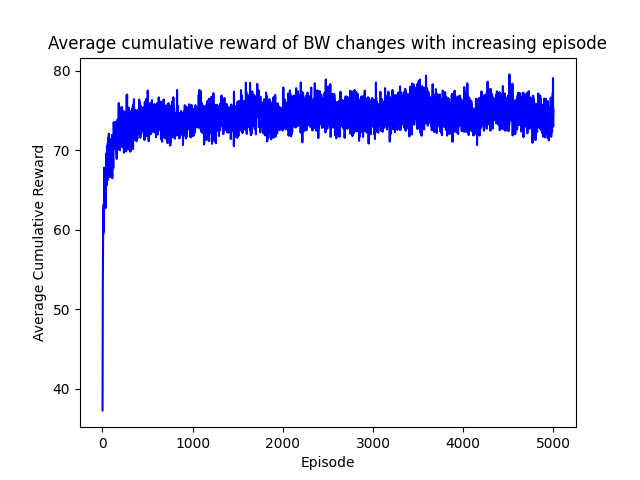 Average cumulative reward of BW changes with increasing episode
80
70
60
50
40
Average Cumulative Reward
0 1000 2000 3000 4000 5000
Episode